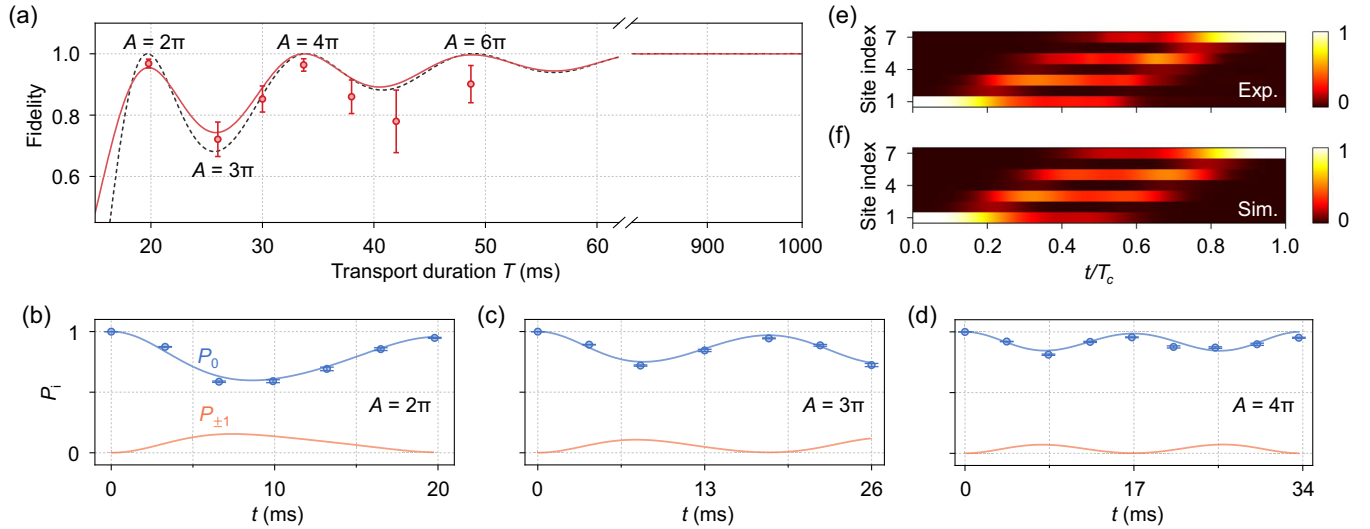 (a)
A = 2π
A = 4π
A = 6π
A = 3π
Fidelity
1.0
0.8
0.6
20
30
40
50
60
900
1000
Transport duration T (ms)
(e)
Site index
7
4
1
Exp.
1
0
(f)
Site index
7
4
1
Sim.
1
0
0.0
0.2
0.4
0.6
0.8
1.0
t/Tc
(b)
Pi
1
0
P0
P±1
A = 2π
0
10
20
t (ms)
(c)
A = 3π
0
13
26
t (ms)
(d)
A = 4π
0
17
34
t (ms)